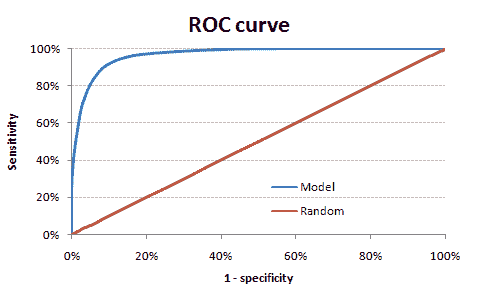 ROC curve
100%
80%
60%
40%
20%
0%
Sensitivity
Model
Random
0%
20%
40%
60%
80%
100%
1 - specificity